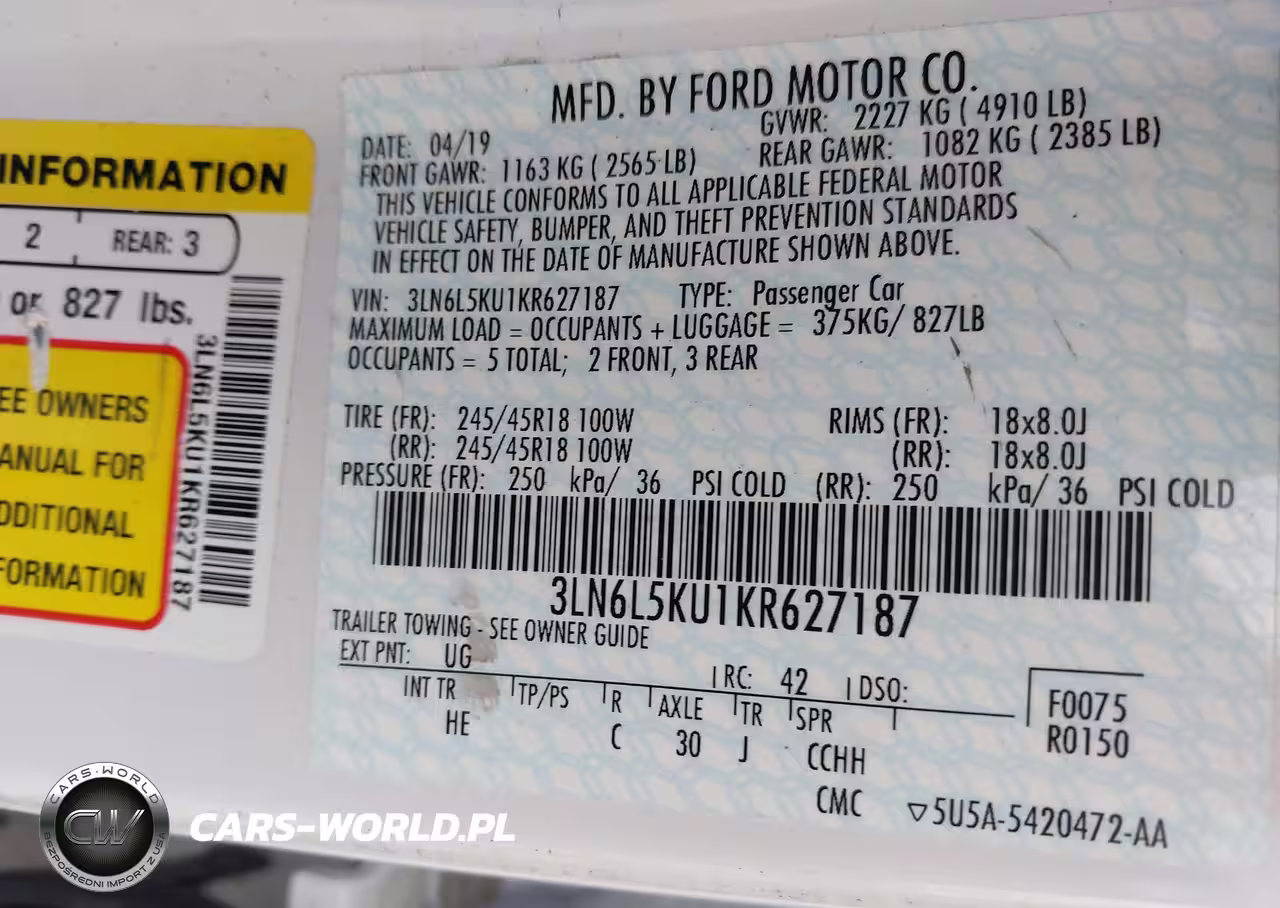 INFORMATION
2 REAR: 3
or 827 lbs.
EE OWNERS
ANUAL FOR
DDITIONAL
FORMATION
3LN6L5KU1KR627187
MFD. BY FORD MOTOR CO.
DATE: 04/19 GVWR: 2227 KG ( 4910 LB)
FRONT GAWR: 1163 KG ( 2565 LB) REAR GAWR: 1082 KG ( 2385 LB)
THIS VEHICLE CONFORMS TO ALL APPLICABLE FEDERAL MOTOR
VEHICLE SAFETY, BUMPER, AND THEFT PREVENTION STANDARDS
IN EFFECT ON THE DATE OF MANUFACTURE SHOWN ABOVE.
VIN: 3LN6L5KU1KR627187 TYPE: Passenger Car
MAXIMUM LOAD = OCCUPANTS + LUGGAGE = 375KG/ 827LB
OCCUPANTS = 5 TOTAL; 2 FRONT, 3 REAR
TIRE (FR): 245/45R18 100W RIMS (FR): 18x8.0J
(RR): 245/45R18 100W (RR): 18x8.0J
PRESSURE (FR): 250 kPa/ 36 PSI COLD (RR): 250 kPa/ 36 PSI COLD
3LN6L5KU1KR627187
TRAILER TOWING - SEE OWNER GUIDE
EXT PNT: UG RC: 42 DSO:
INT TR TP/PS R AXLE TR SPR
HE C 30 J CCHH
CMC
F0075
R0150
▽5U5A-5420472-AA
CARS-WORLD
CW
BEZPOŚREDNI IMPORT Z USA
CARS-WORLD.PL